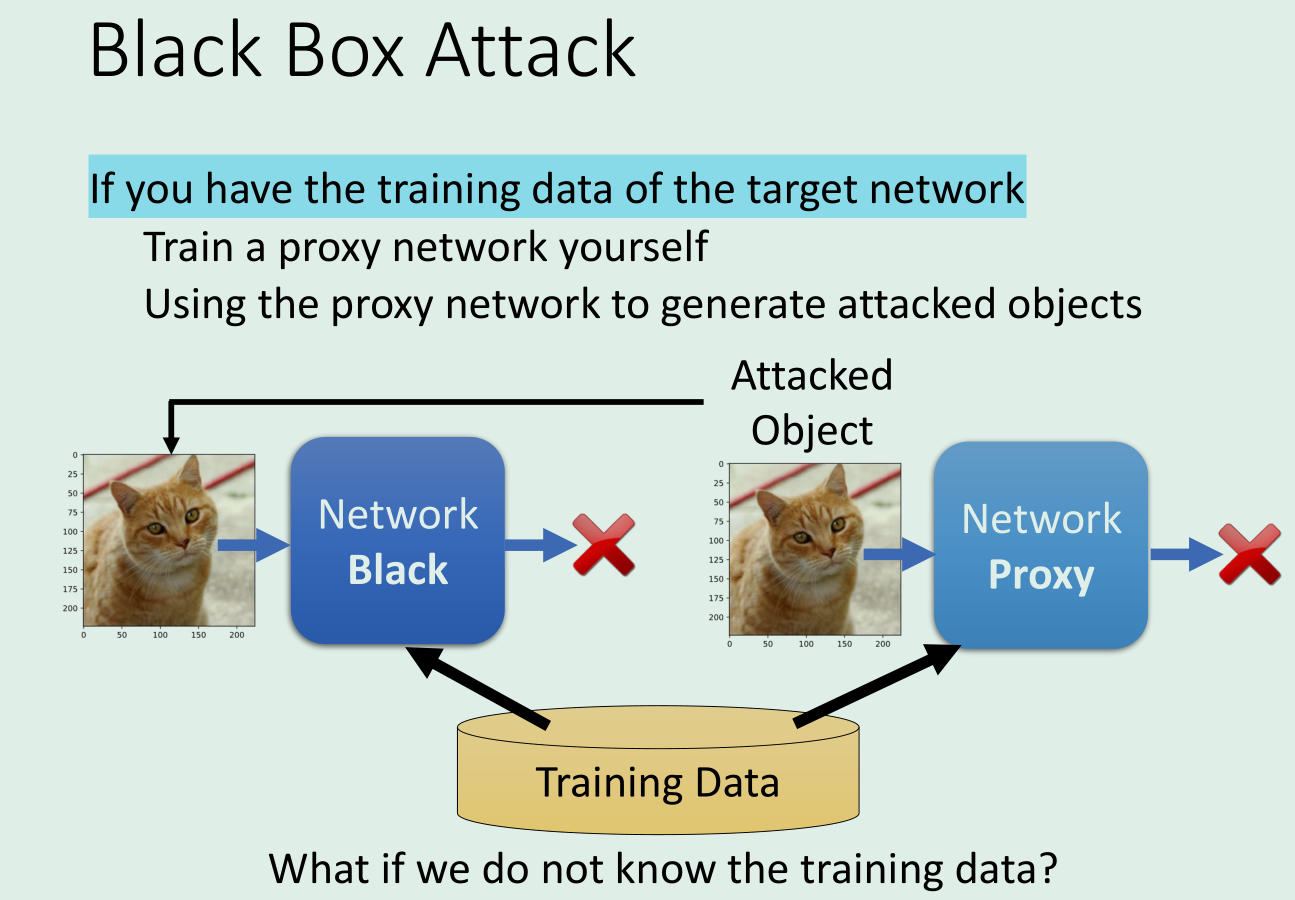 Black Box Attack
If you have the training data of the target network
Train a proxy network yourself
Using the proxy network to generate attacked objects
Attacked
Object
0
25
50
75
100
125
150
175
200
0 50 100 150 200
Network
Black
0
25
50
75
100
125
150
175
200
0 50 100 150 200
Network
Proxy
Training Data
What if we do not know the training data?